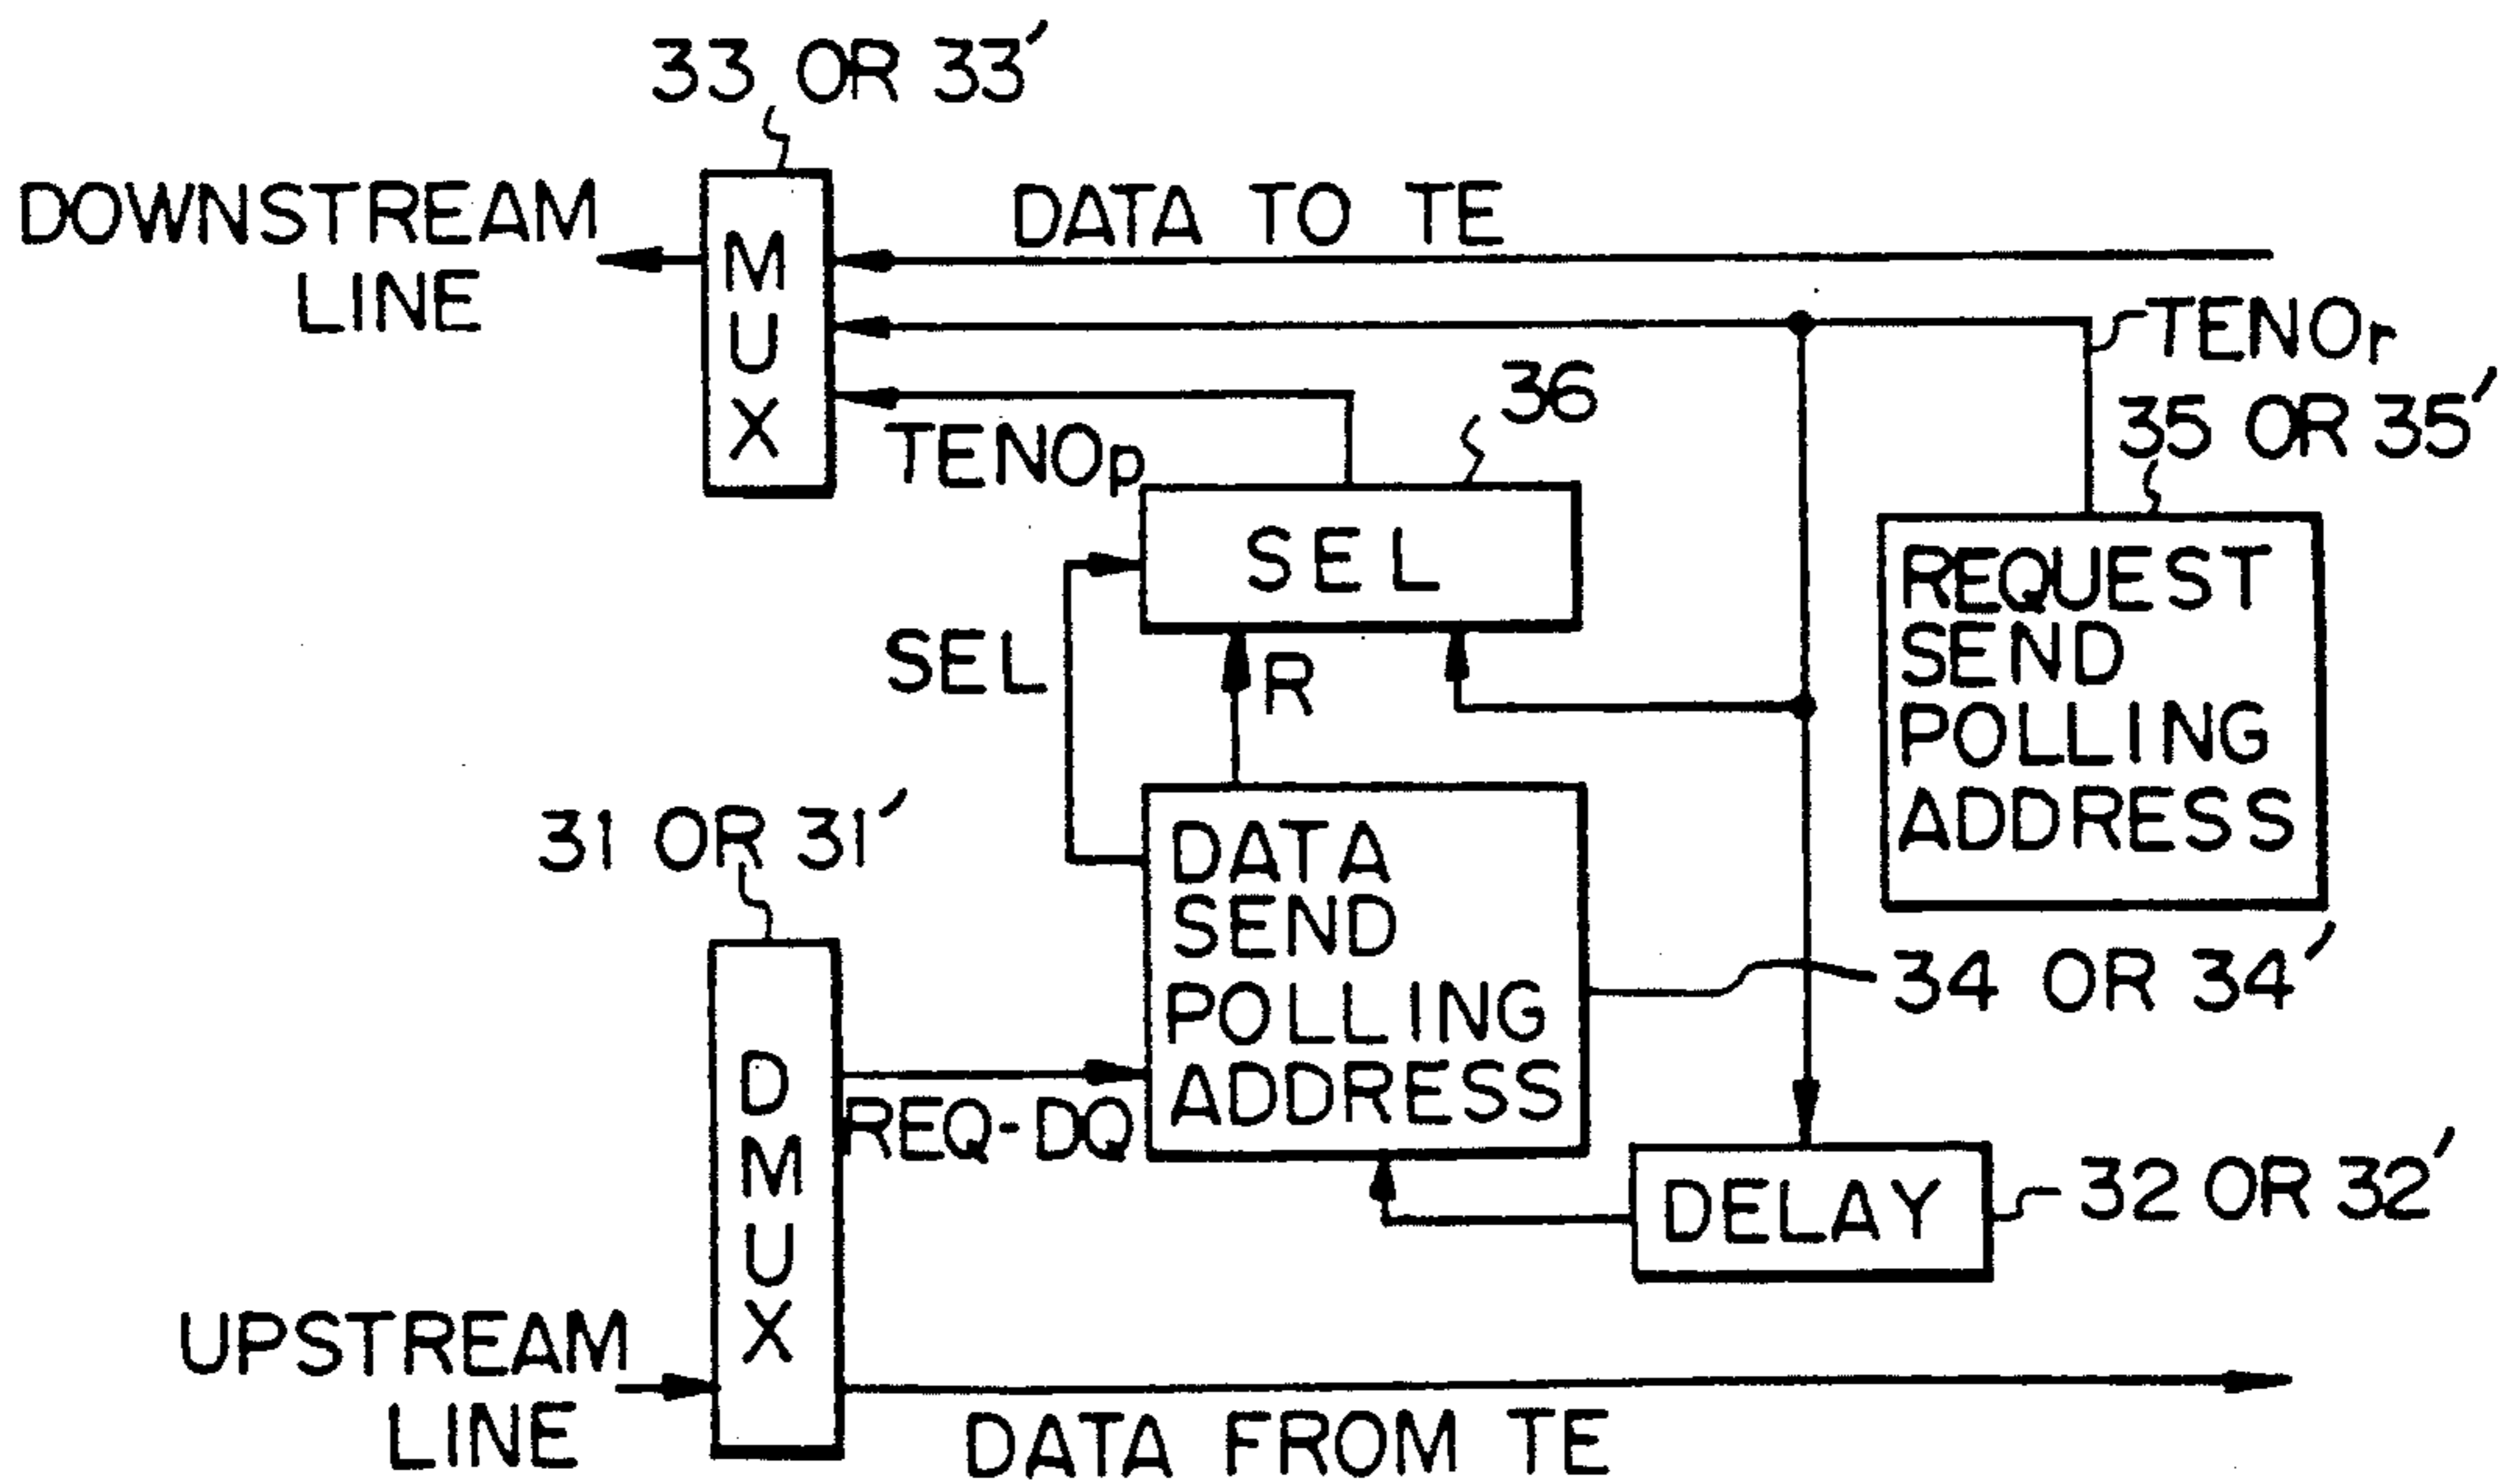 33 OR 33′
DOWNSTREAM
LINE
MUX
DATA TO TE
TENOr
35 OR 35′
36
TENOp
SEL
SEL
R
REQUEST
SEND
POLLING
ADDRESS
31 OR 31′
DATA
SEND
POLLING
ADDRESS
34 OR 34′
DMUX
REQ-DQ
DELAY
32 OR 32′
UPSTREAM
LINE
DATA FROM TE